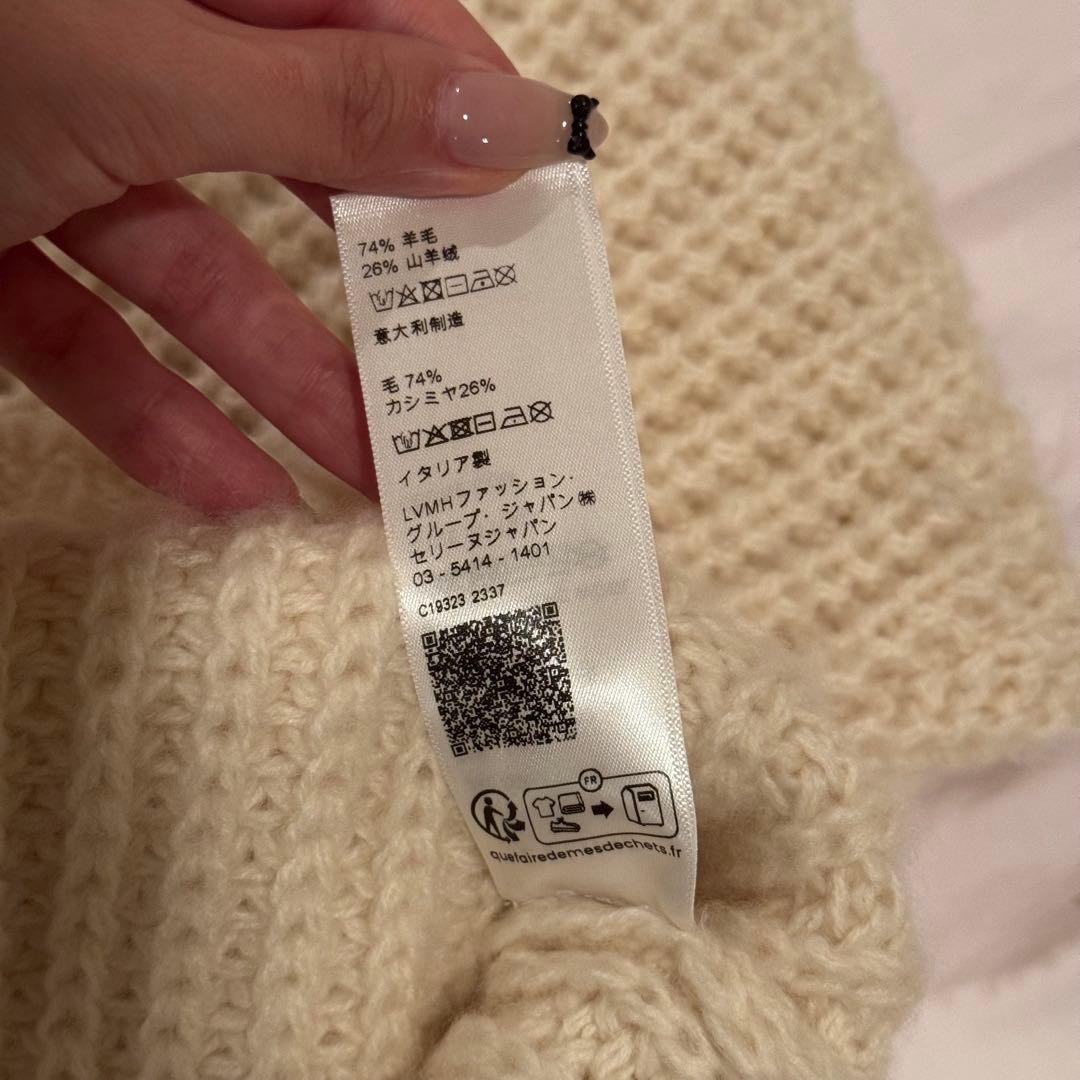 74% 羊毛
26% 山羊绒
意大利制造
毛 74%
カシミヤ26%
イタリア製
LVMHファッション・
グループ・ジャパン㈱
セリーヌジャパン
03 - 5414 - 1401
C19323 2337
FR
quefairedemesdechets.fr